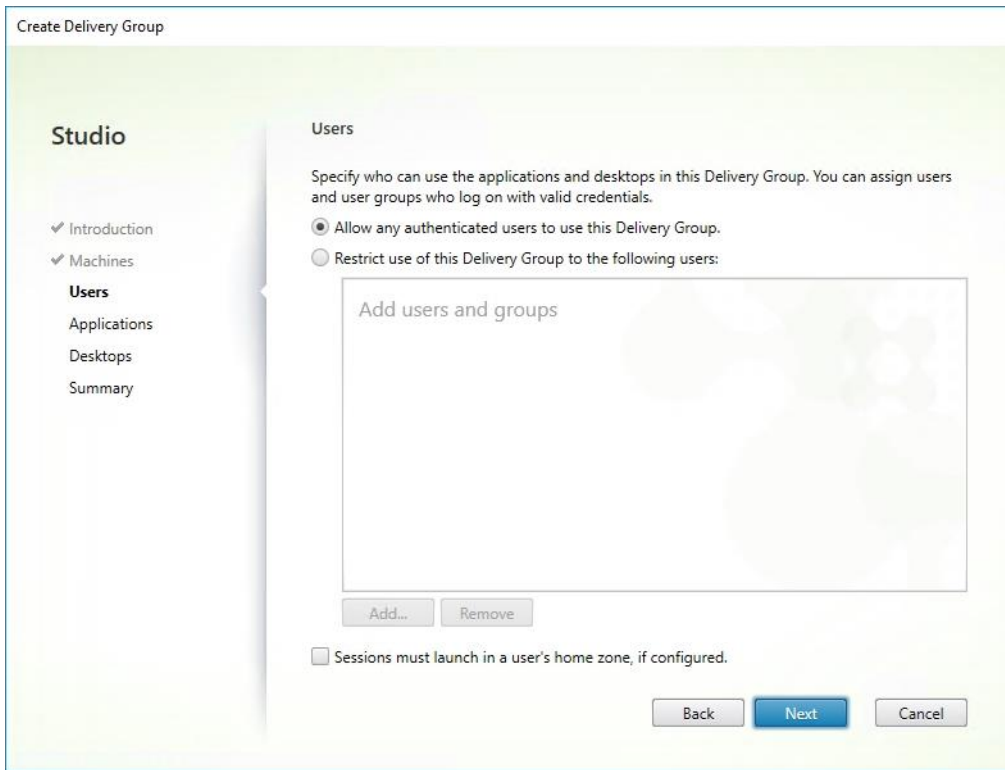 Create Delivery Group
Studio
Introduction
Machines
Users
Applications
Desktops
Summary
Users
Specify who can use the applications and desktops in this Delivery Group. You can assign users
and user groups who log on with valid credentials.
Allow any authenticated users to use this Delivery Group.
Restrict use of this Delivery Group to the following users:
Add users and groups
Add...
Remove
Sessions must launch in a user's home zone, if configured.
Back
Next
Cancel